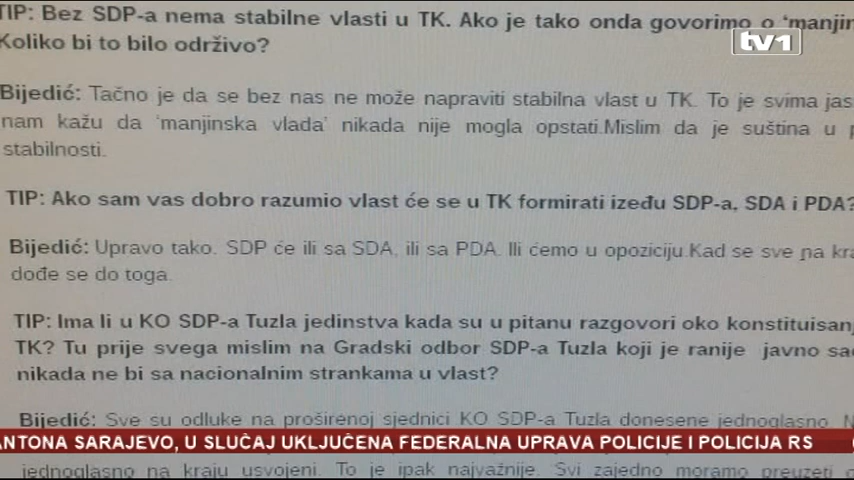 TIP: Bez SDP-a nema stabilne vlasti u TK. Ako je tako onda govorimo o 'manjin
Koliko bi to bilo održivo?
tv1
Bijedić: Tačno je da se bez nas ne može napraviti stabilna vlast u TK. To je svima jas
nam kažu da 'manjinska vlada' nikada nije mogla opstati.Mislim da je suština u p
stabilnosti.
TIP: Ako sam vas dobro razumio vlast će se u TK formirati izeđu SDP-a, SDA i PDA?
Bijedić: Upravo tako. SDP će ili sa SDA, ili sa PDA. Ili ćemo u opoziciju.Kad se sve na kra
dođe se do toga.
TIP: Ima li u KO SDP-a Tuzla jedinstva kada su u pitanu razgovori oko konstituisanj
TK? Tu prije svega mislim na Gradski odbor SDP-a Tuzla koji je ranije javno sao
nikada ne bi sa nacionalnim strankama u vlast?
Bijedić: Sve su odluke na proširenoj sjednici KO SDP-a Tuzla donesene jednoglasno. N
ANTONA SARAJEVO, U SLUČAJ UKLJUČENA FEDERALNA UPRAVA POLICIJE I POLICIJA RS
jednoglasno na kraju usvojeni. To je ipak najvažnije. Svi zajedno moramo preuzeti o